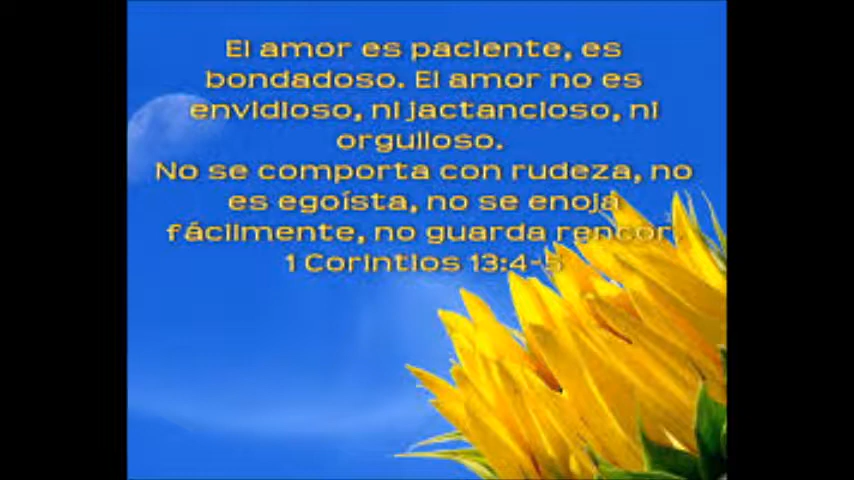 El amor es paciente, es
bondadoso. El amor no es
envidioso, ni jactancioso, ni
orgulloso.
No se comporta con rudeza, no
es egoísta, no se enoja
fácilmente, no guarda rencor.
1 Corintios 13:4-5